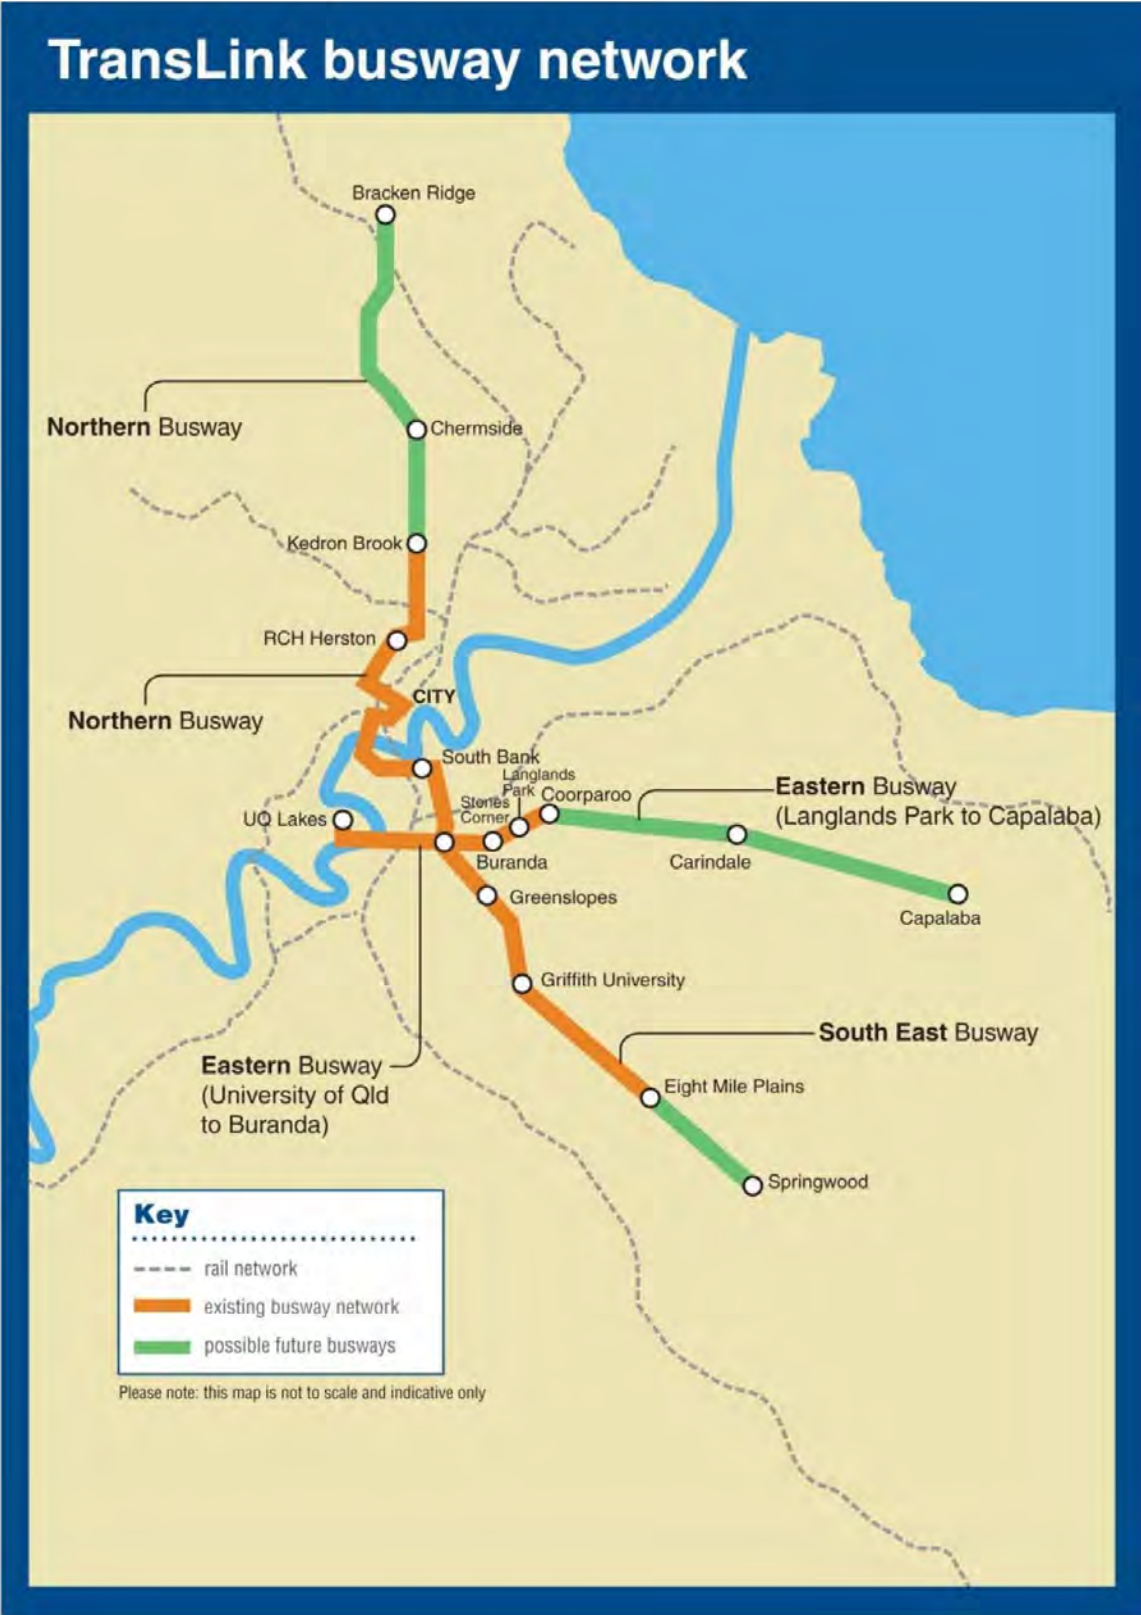 TransLink busway network
Bracken Ridge
Northern Busway
Chermside
Kedron Brook
RCH Herston
CITY
Northern Busway
South Bank
Langlands
Park
Stones
Corner
Coorparoo
Eastern Busway
(Langlands Park to Capalaba)
UQ Lakes
Buranda
Carindale
Greenslopes
Capalaba
Griffith University
South East Busway
Eastern Busway
(University of Qld
to Buranda)
Eight Mile Plains
Springwood
Key
rail network
existing busway network
possible future busways
Please note: this map is not to scale and indicative only